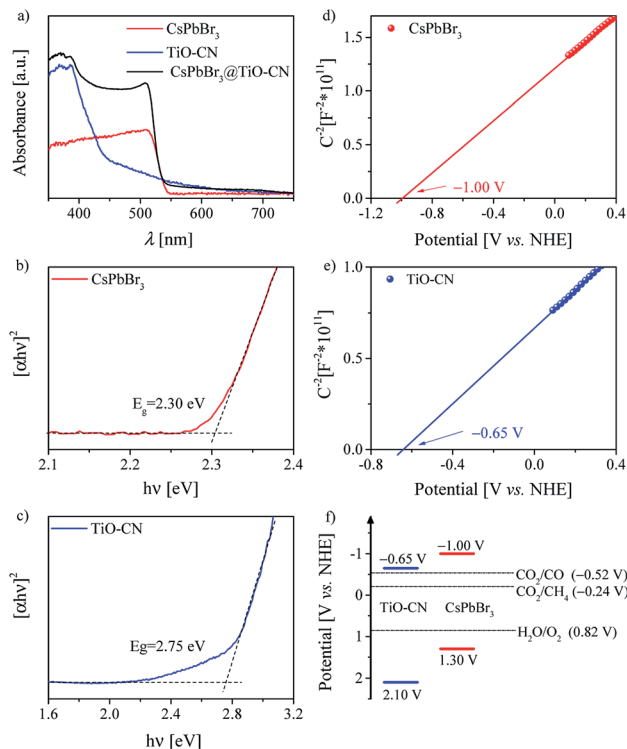 a)
CsPbBr₃
TiO-CN
CsPbBr₃@TiO-CN
Absorbance [a.u.]
400 500 600 700
λ [nm]
b)
CsPbBr₃
[αhν]²
E_g=2.30 eV
2.1 2.2 2.3 2.4
hν [eV]
c)
TiO-CN
[αhν]²
Eg=2.75 eV
1.6 2.0 2.4 2.8 3.2
hν [eV]
d)
CsPbBr₃
C⁻²[F⁻²*10¹¹]
1.5
1.0
0.5
0.0
−1.00 V
-1.2 -0.8 -0.4 0.0 0.4
Potential [V vs. NHE]
e)
TiO-CN
C⁻²[F⁻²*10¹¹]
1.0
0.5
0.0
−0.65 V
-0.8 -0.4 0.0 0.4
Potential [V vs. NHE]
f)
Potential [V vs. NHE]
-1
0
1
2
−0.65 V
−1.00 V
CO₂/CO (−0.52 V)
CO₂/CH₄ (−0.24 V)
TiO-CN
CsPbBr₃
H₂O/O₂ (0.82 V)
1.30 V
2.10 V